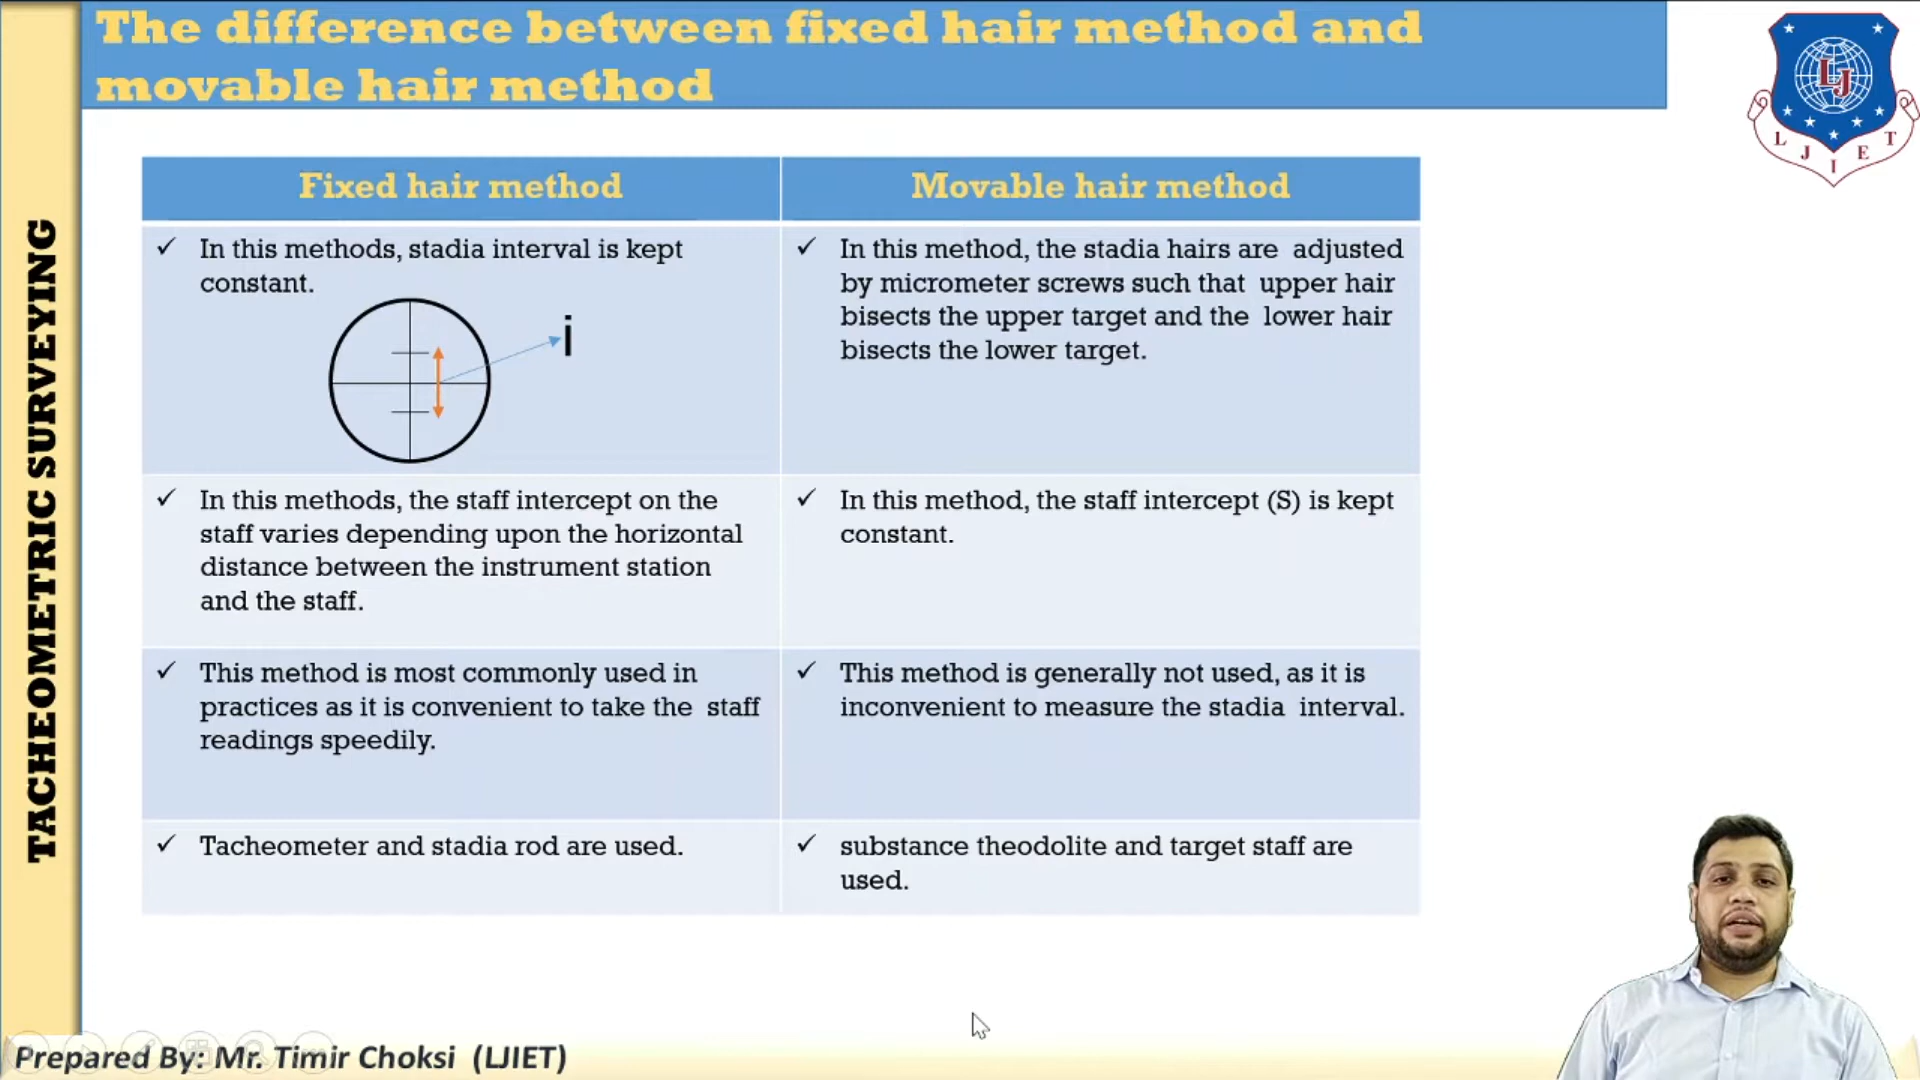 The difference between fixed hair method and
movable hair method
L J I E T
LJ
TACHEOMETRIC SURVEYING
Fixed hair method
Movable hair method
✓ In this methods, stadia interval is kept
constant.
i
✓ In this method, the stadia hairs are adjusted
by micrometer screws such that upper hair
bisects the upper target and the lower hair
bisects the lower target.
✓ In this methods, the staff intercept on the
staff varies depending upon the horizontal
distance between the instrument station
and the staff.
✓ In this method, the staff intercept (S) is kept
constant.
✓ This method is most commonly used in
practices as it is convenient to take the staff
readings speedily.
✓ This method is generally not used, as it is
inconvenient to measure the stadia interval.
✓ Tacheometer and stadia rod are used.
✓ substance theodolite and target staff are
used.
Prepared By: Mr. Timir Choksi (LJIET)